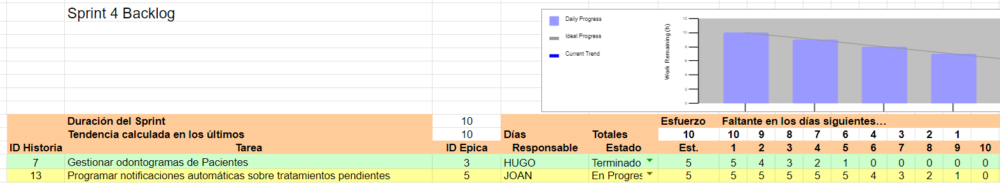 Sprint 4 Backlog
Daily Progress
Ideal Progress
Current Trend
Work Remaining (h)
12
10
8
6
4
2
0
Duración del Sprint 10 Esfuerzo Faltante en los días siguientes...
Tendencia calculada en los últimos 10 Días Totales 10 10 9 8 7 6 4 3 2 1
ID Historia Tarea ID Epica Responsable Estado Est. 1 2 3 4 5 6 7 8 9 10
7 Gestionar odontogramas de Pacientes 3 HUGO Terminado 5 5 4 3 2 1 0 0 0 0 0
13 Programar notificaciones automáticas sobre tratamientos pendientes 5 JOAN En Progres 5 5 5 5 5 5 4 3 2 1 0